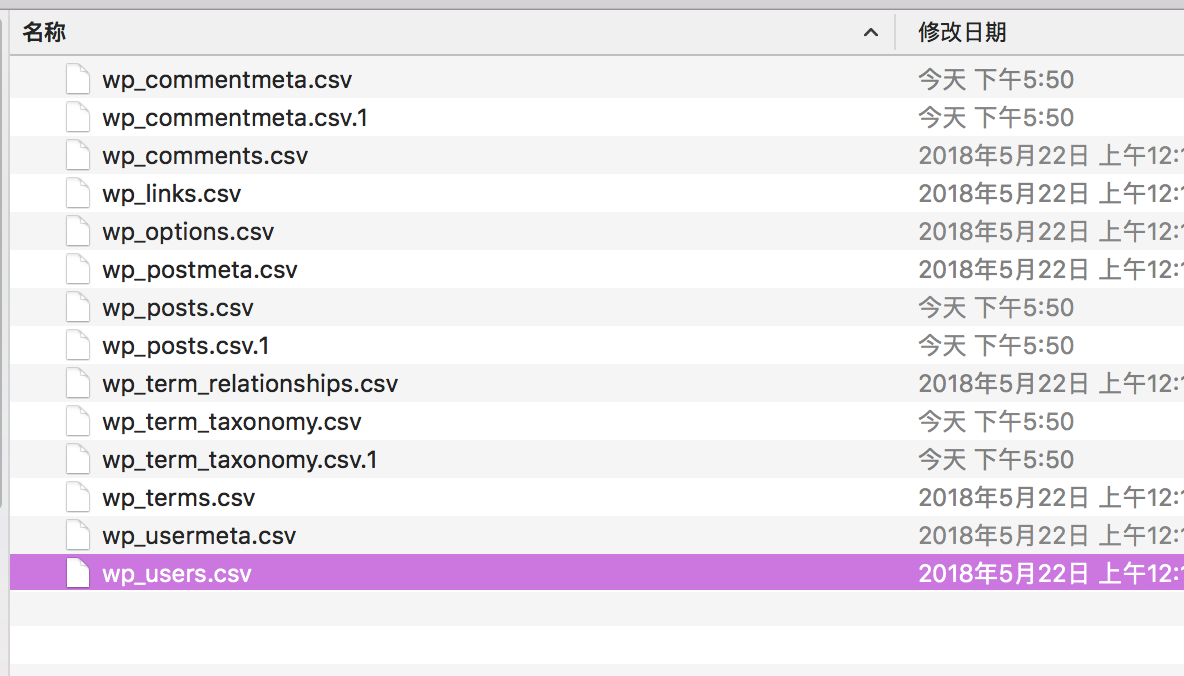 名称 修改日期
wp_commentmeta.csv 今天 下午5:50
wp_commentmeta.csv.1 今天 下午5:50
wp_comments.csv 2018年5月22日 上午12:
wp_links.csv 2018年5月22日 上午12:
wp_options.csv 2018年5月22日 上午12:
wp_postmeta.csv 2018年5月22日 上午12:
wp_posts.csv 今天 下午5:50
wp_posts.csv.1 今天 下午5:50
wp_term_relationships.csv 2018年5月22日 上午12:
wp_term_taxonomy.csv 今天 下午5:50
wp_term_taxonomy.csv.1 今天 下午5:50
wp_terms.csv 2018年5月22日 上午12:
wp_usermeta.csv 2018年5月22日 上午12:
wp_users.csv 2018年5月22日 上午12: